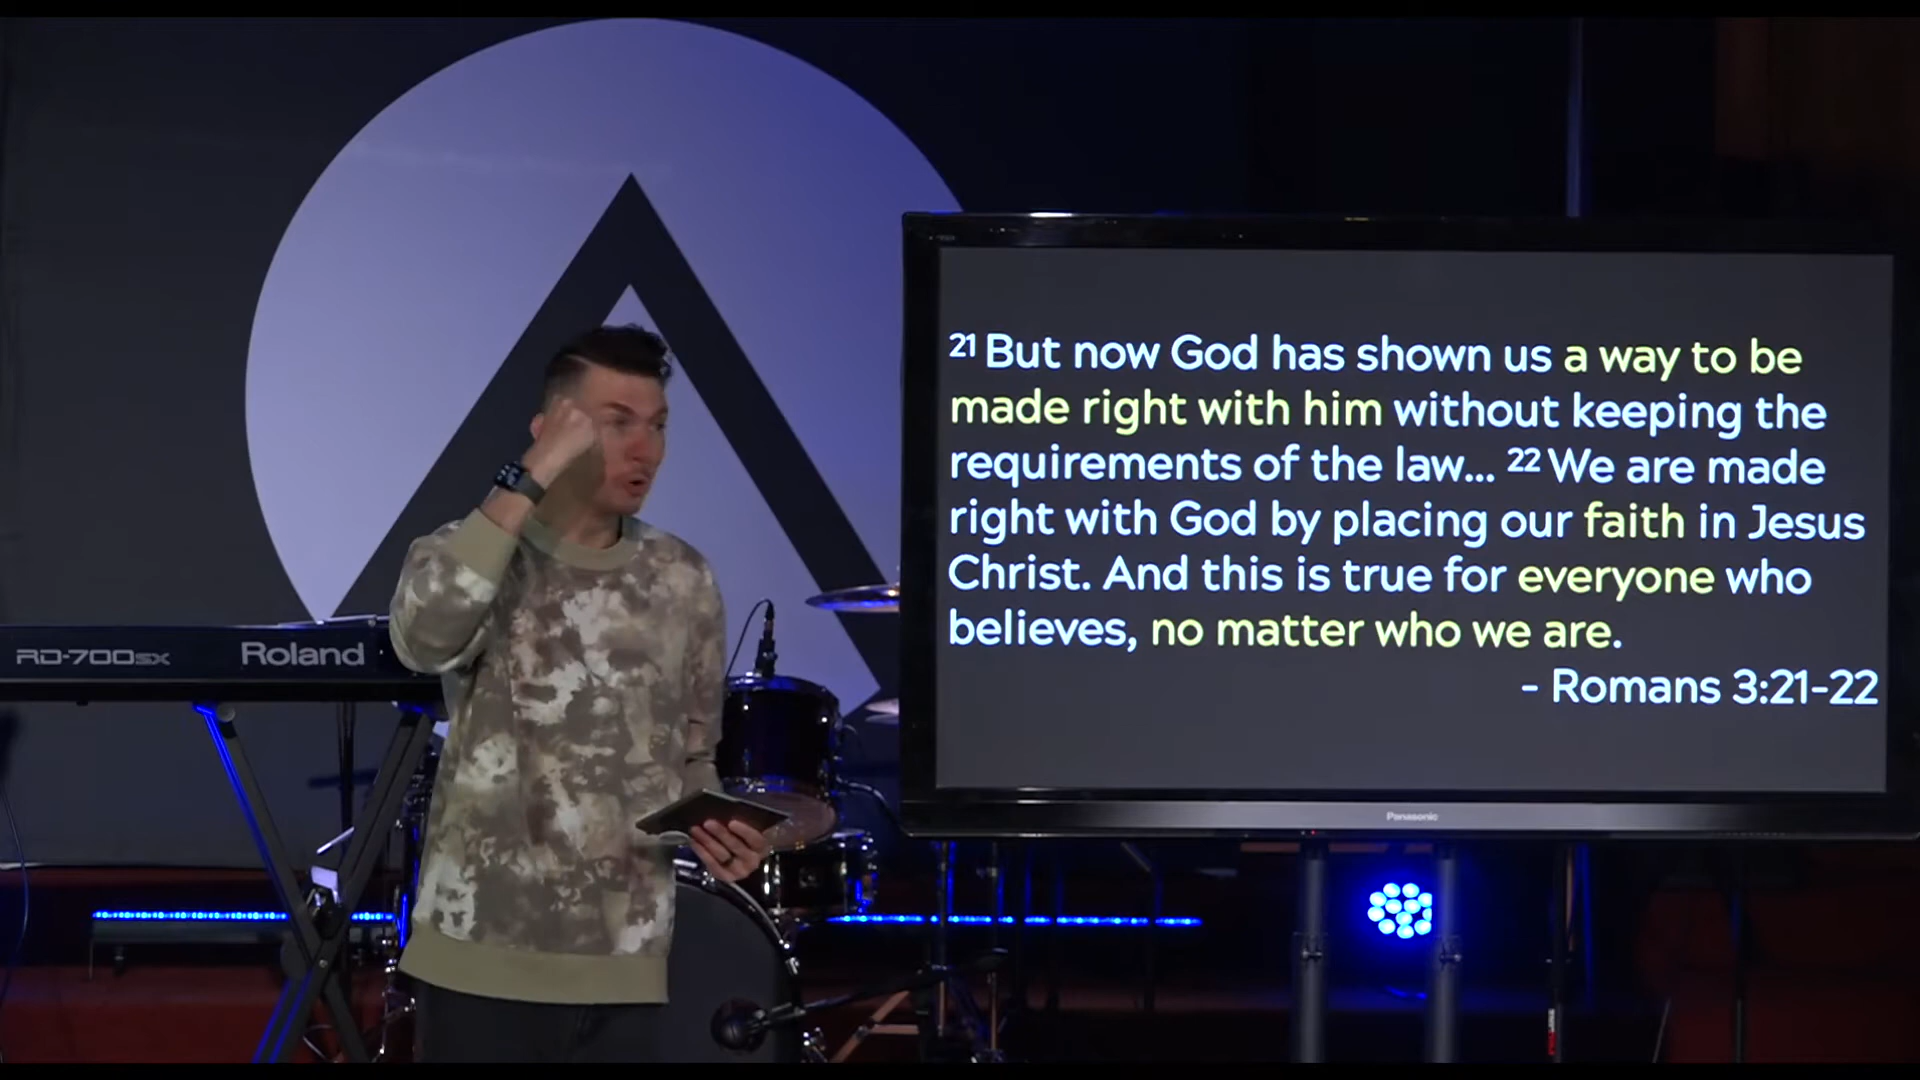 21 But now God has shown us a way to be
made right with him without keeping the
requirements of the law... 22 We are made
right with God by placing our faith in Jesus
Christ. And this is true for everyone who
believes, no matter who we are.
- Romans 3:21-22
RD-700SX Roland
Panasonic